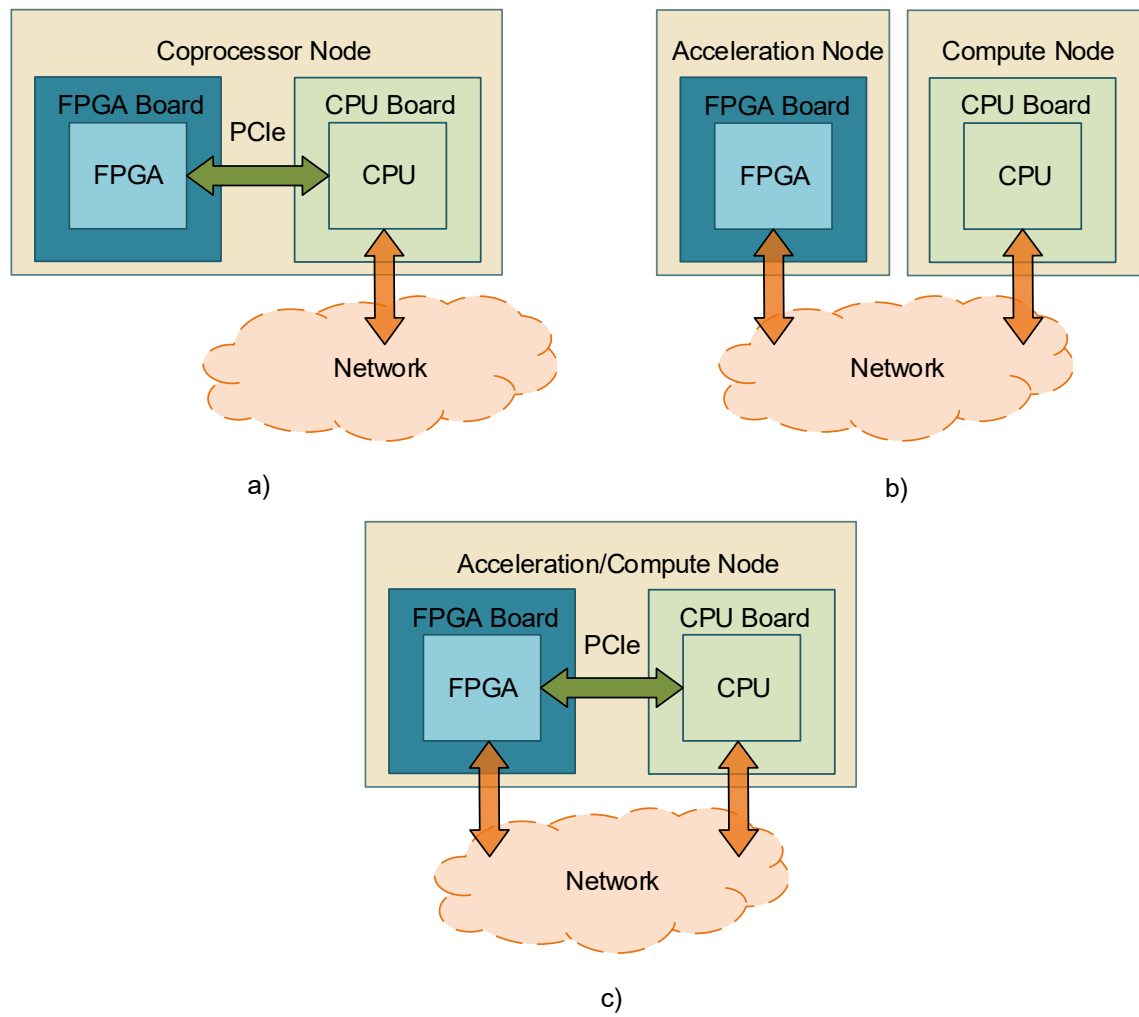 Coprocessor Node
FPGA Board
CPU Board
PCIe
FPGA
CPU
Network
a)
Acceleration Node
Compute Node
FPGA Board
CPU Board
FPGA
CPU
Network
b)
Acceleration/Compute Node
FPGA Board
CPU Board
PCIe
FPGA
CPU
Network
c)